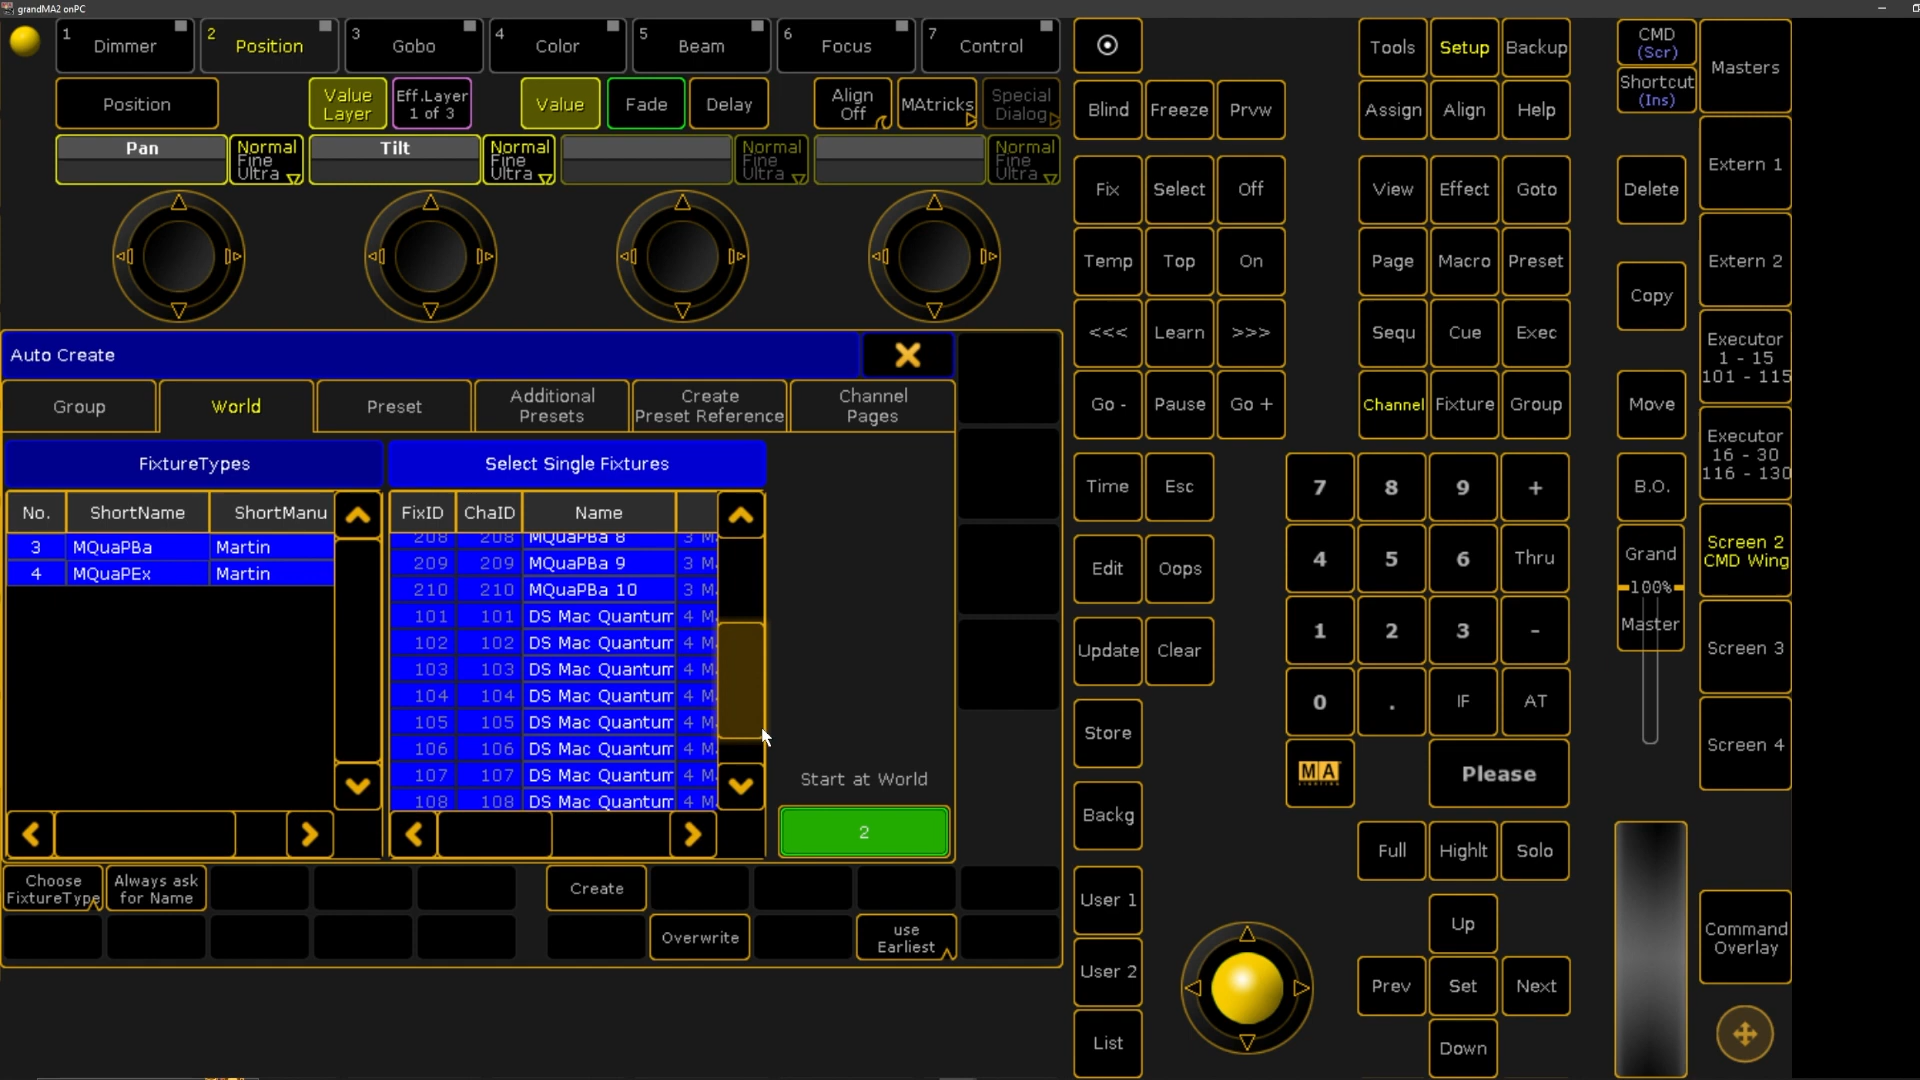 grandMA2 onPC
1 Dimmer
2 Position
3 Gobo
4 Color
5 Beam
6 Focus
7 Control
Position
Value
Layer
Eff.Layer
1 of 3
Value
Fade
Delay
Align
Off
MAtricks
Special
Dialog
Pan
Normal
Fine
Ultra
Tilt
Normal
Fine
Ultra
Normal
Fine
Ultra
Normal
Fine
Ultra
Auto Create
Group
World
Preset
Additional
Presets
Create
Preset Reference
Channel
Pages
FixtureTypes
No. ShortName ShortManu
3 MQuaPBa Martin
4 MQuaPEx Martin
Select Single Fixtures
FixID ChaID Name
208 208 MQuaPBa 8 3 M
209 209 MQuaPBa 9 3 M
210 210 MQuaPBa 10 3 M
101 101 DS Mac Quantum 4 M
102 102 DS Mac Quantum 4 M
103 103 DS Mac Quantum 4 M
104 104 DS Mac Quantum 4 M
105 105 DS Mac Quantum 4 M
106 106 DS Mac Quantum 4 M
107 107 DS Mac Quantum 4 M
108 108 DS Mac Quantum 4 M
Start at World
2
Choose
FixtureType
Always ask
for Name
Create
Overwrite
use
Earliest
Blind Freeze Prvw
Fix Select Off
Temp Top On
<<< Learn >>>
Go - Pause Go +
Time Esc
Edit Oops
Update Clear
Store
Backg
User 1
User 2
List
Tools Setup Backup
Assign Align Help
View Effect Goto
Page Macro Preset
Sequ Cue Exec
Channel Fixture Group
7 8 9 +
4 5 6 Thru
1 2 3 -
0 . IF AT
MA
Please
Full Highlt Solo
Up
Prev Set Next
Down
CMD
(Scr)
Shortcut
(Ins)
Delete
Copy
Move
B.O.
Grand
100%
Master
Masters
Extern 1
Extern 2
Executor
1 - 15
101 - 115
Executor
16 - 30
116 - 130
Screen 2
CMD Wing
Screen 3
Screen 4
Command
Overlay